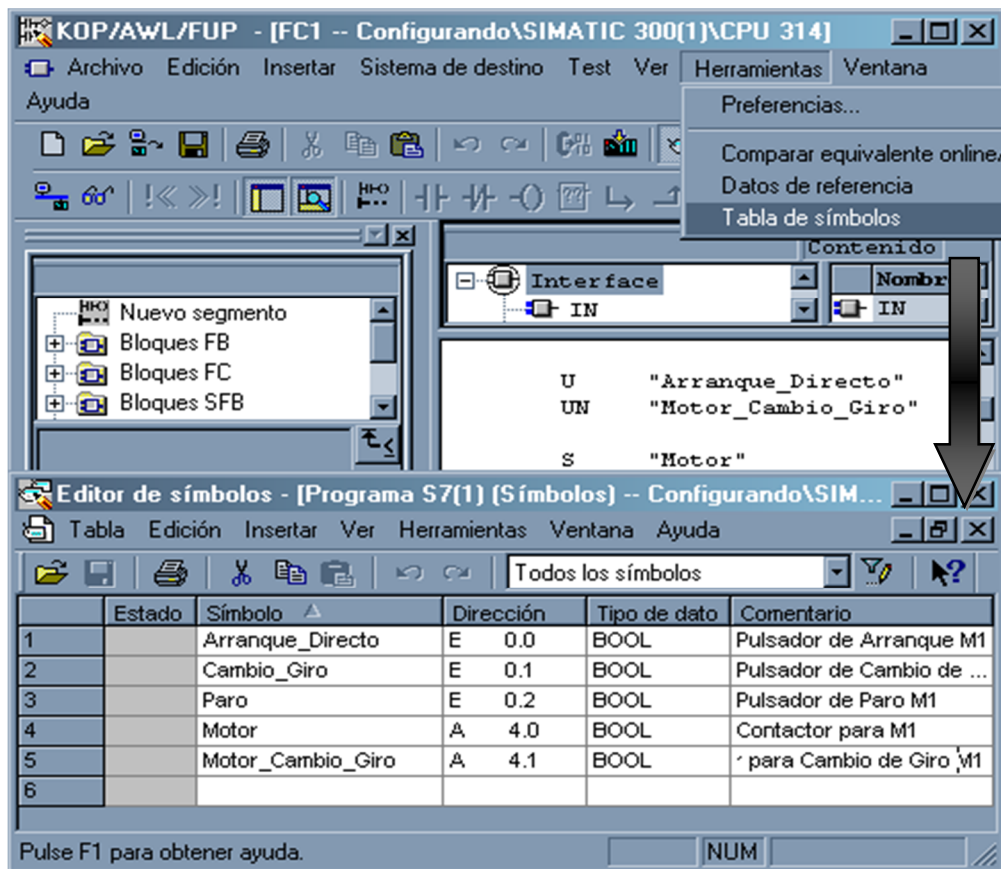 KOP/AWL/FUP - [FC1 -- Configurando\SIMATIC 300(1)\CPU 314]
Archivo Edición Insertar Sistema de destino Test Ver Herramientas Ventana
Ayuda
Preferencias...
Comparar equivalente online
Datos de referencia
Tabla de símbolos
Contenido
Interface
IN
Nombr
IN
Nuevo segmento
Bloques FB
Bloques FC
Bloques SFB
U "Arranque_Directo"
UN "Motor_Cambio_Giro"
S "Motor"
Editor de símbolos - [Programa S7(1) (Símbolos) -- Configurando\SIM...
Tabla Edición Insertar Ver Herramientas Ventana Ayuda
Todos los símbolos
Estado Símbolo Dirección Tipo de dato Comentario
1 Arranque_Directo E 0.0 BOOL Pulsador de Arranque M1
2 Cambio_Giro E 0.1 BOOL Pulsador de Cambio de ...
3 Paro E 0.2 BOOL Pulsador de Paro M1
4 Motor A 4.0 BOOL Contactor para M1
5 Motor_Cambio_Giro A 4.1 BOOL para Cambio de Giro M1
6
Pulse F1 para obtener ayuda. NUM